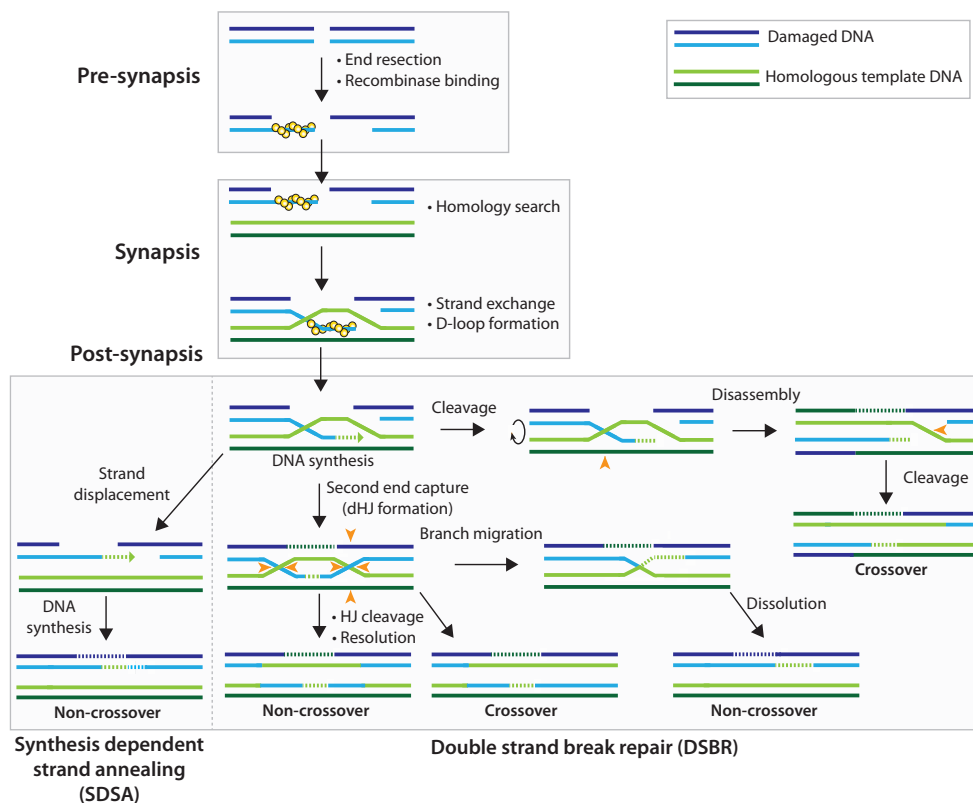 Damaged DNA
Homologous template DNA
Pre-synapsis
• End resection
• Recombinase binding
Synapsis
• Homology search
• Strand exchange
• D-loop formation
Post-synapsis
Cleavage
Disassembly
DNA synthesis
Strand
displacement
Second end capture
(dHJ formation)
Cleavage
Branch migration
Crossover
DNA
synthesis
• HJ cleavage
• Resolution
Dissolution
Non-crossover
Non-crossover
Crossover
Non-crossover
Synthesis dependent
strand annealing
(SDSA)
Double strand break repair (DSBR)